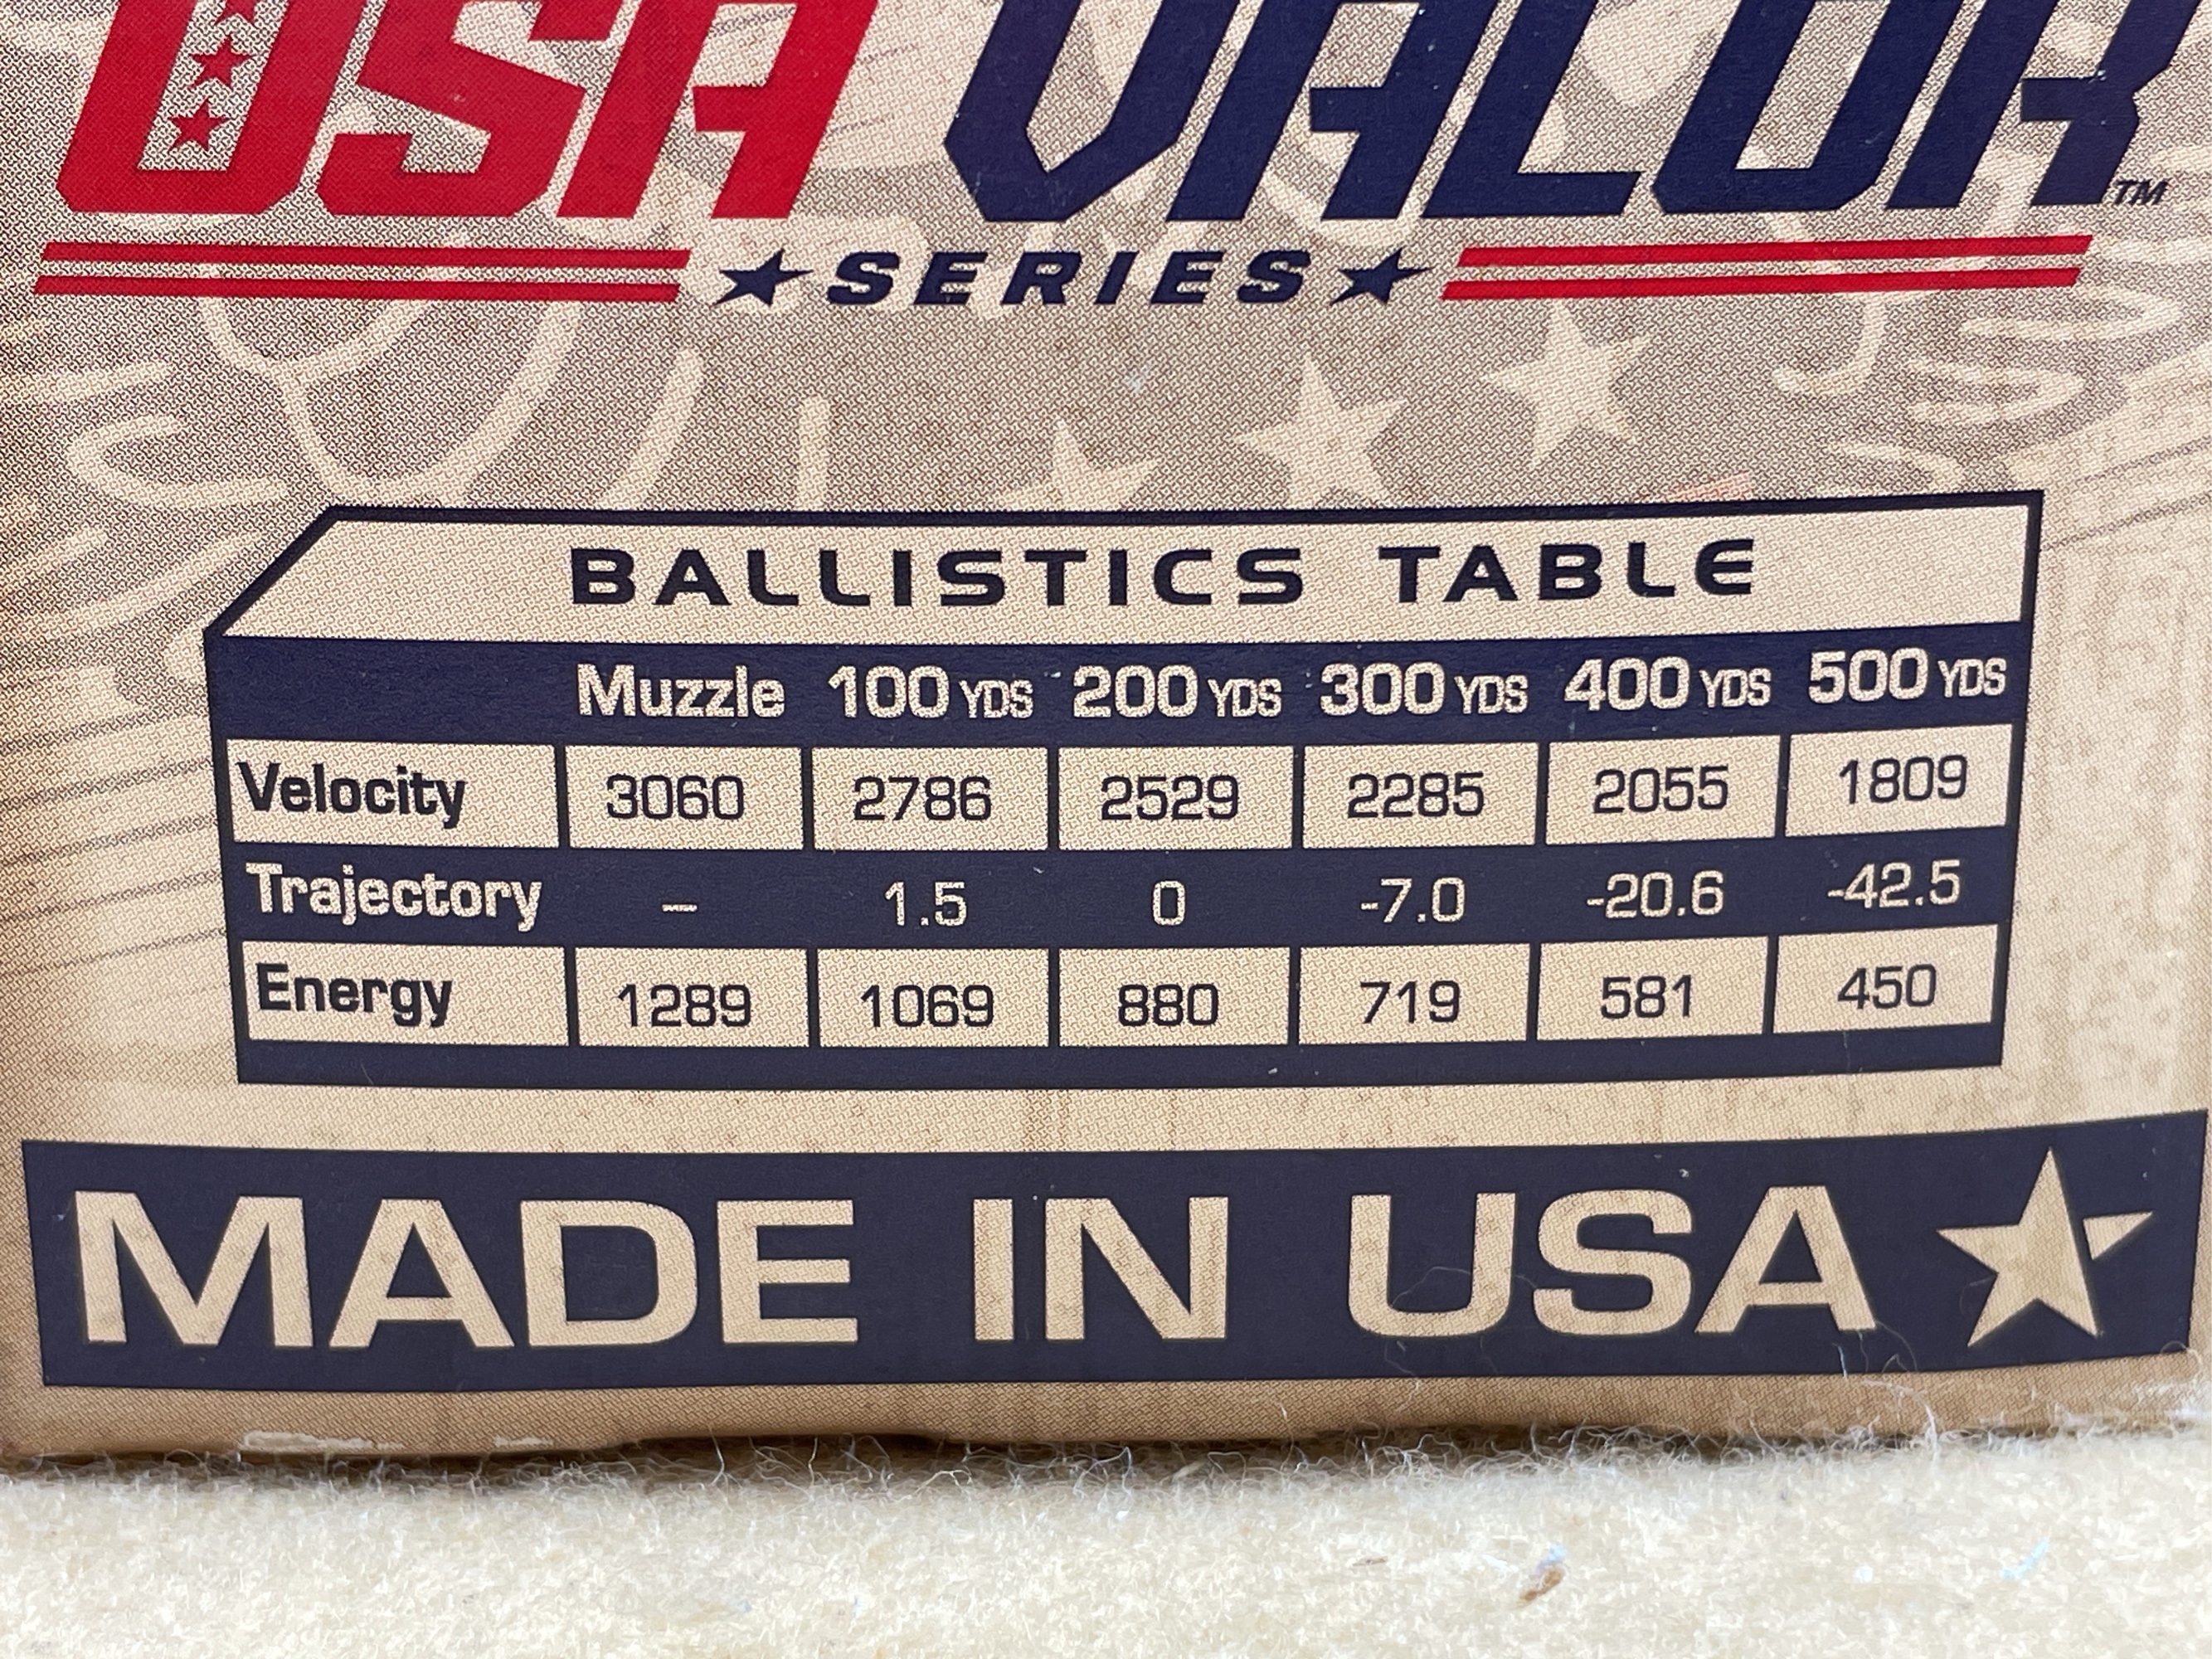 USA VALOR™
SERIES
BALLISTICS TABLE
Muzzle 100 YDS 200 YDS 300 YDS 400 YDS 500 YDS
Velocity 3060 2786 2529 2285 2055 1809
Trajectory – 1.5 0 -7.0 -20.6 -42.5
Energy 1289 1069 880 719 581 450
MADE IN USA